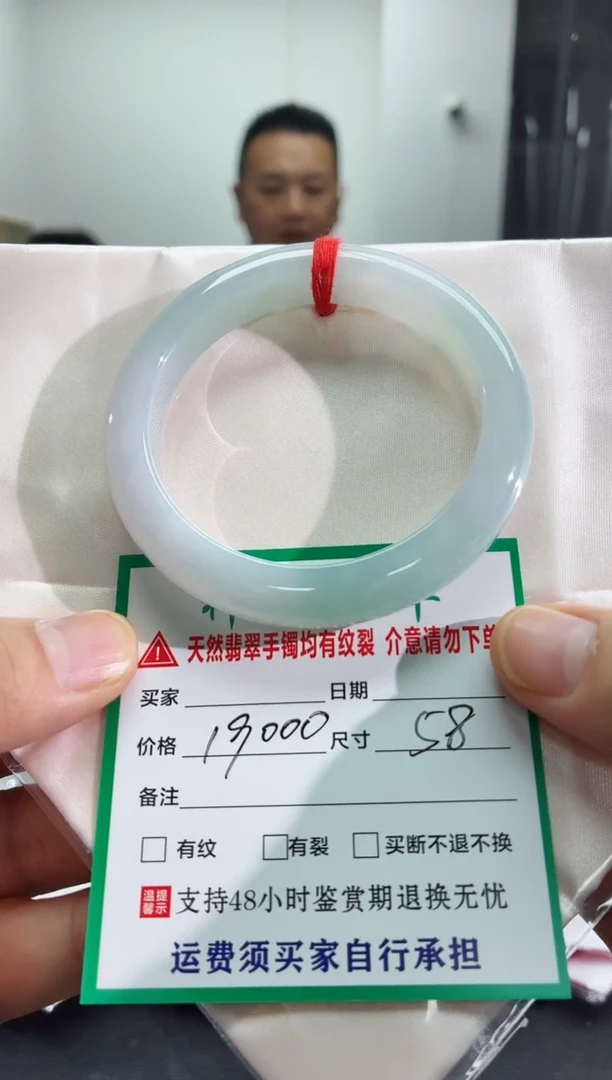 天然翡翠手镯均有纹裂 介意请勿下单
买家 日期
价格 19,000 尺寸 58
备注
有纹 有裂 买断不退不换
温馨提示 支持48小时鉴赏期退换无忧
运费须买家自行承担